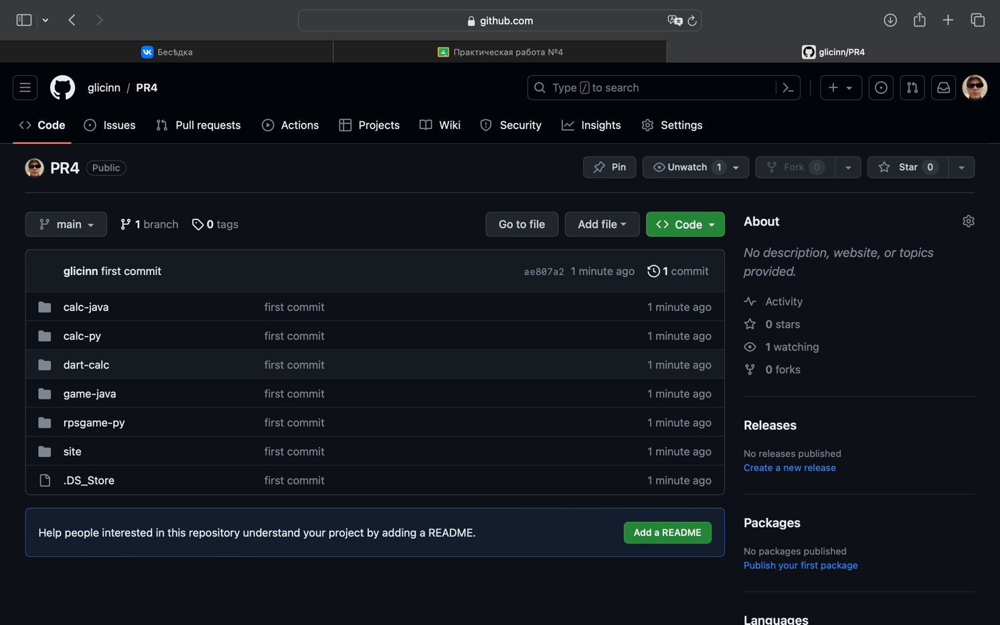 github.com
Бесѣдка
Практическая работа №4
glicinn/PR4
glicinn / PR4
Type / to search
Code
Issues
Pull requests
Actions
Projects
Wiki
Security
Insights
Settings
PR4 Public
Pin
Unwatch 1
Fork 0
Star 0
main
1 branch
0 tags
Go to file
Add file
Code
glicinn first commit
ae807a2 1 minute ago
1 commit
calc-java first commit 1 minute ago
calc-py first commit 1 minute ago
dart-calc first commit 1 minute ago
game-java first commit 1 minute ago
rpsgame-py first commit 1 minute ago
site first commit 1 minute ago
.DS_Store first commit 1 minute ago
Help people interested in this repository understand your project by adding a README.
Add a README
About
No description, website, or topics
provided.
Activity
0 stars
1 watching
0 forks
Releases
No releases published
Create a new release
Packages
No packages published
Publish your first package
Languages